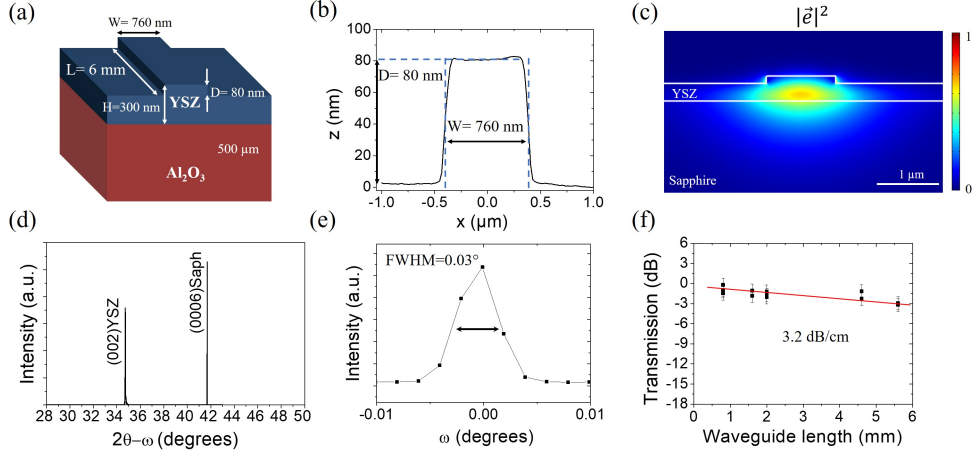 (a)
W= 760 nm
L= 6 mm
D= 80 nm
H=300 nm
YSZ
500 µm
Al₂O₃
(b)
100
80
60
40
20
0
z (nm)
D= 80 nm
W= 760 nm
-1.0
-0.5
0.0
0.5
1.0
x (µm)
(c)
|e⃗|²
YSZ
Sapphire
1 µm
1
0
(d)
Intensity (a.u.)
(002)YSZ
(0006)Saph
28 30 32 34 36 38 40 42 44 46 48 50
2θ−ω (degrees)
(e)
Intensity (a.u.)
FWHM=0.03°
-0.01
0.00
0.01
ω (degrees)
(f)
Transmission (dB)
6
3
0
-3
-6
-9
-12
-15
-18
3.2 dB/cm
0 1 2 3 4 5 6
Waveguide length (mm)